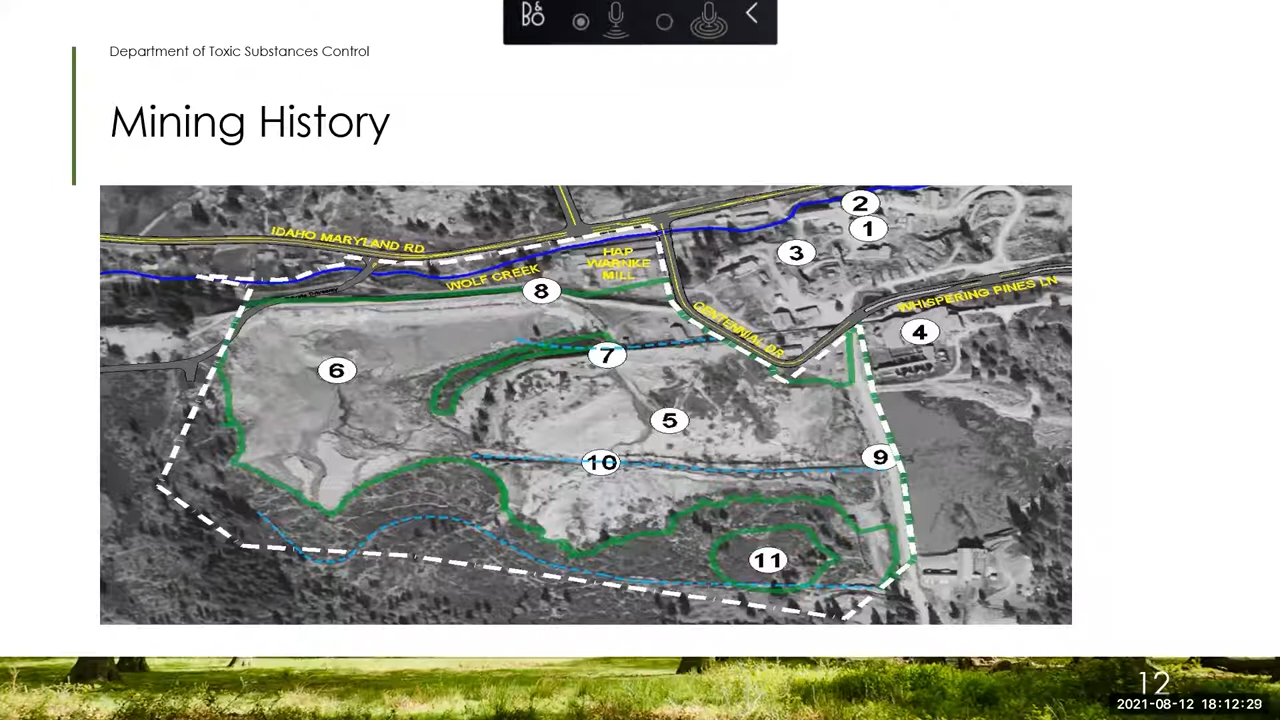 B&O
Department of Toxic Substances Control
Mining History
IDAHO MARYLAND RD
WOLF CREEK
HAP
WARNKE
MILL
CENTENNIAL DR
WHISPERING PINES LN
2
1
3
4
8
7
6
5
10
9
11
12
2021-08-12 18:12:29